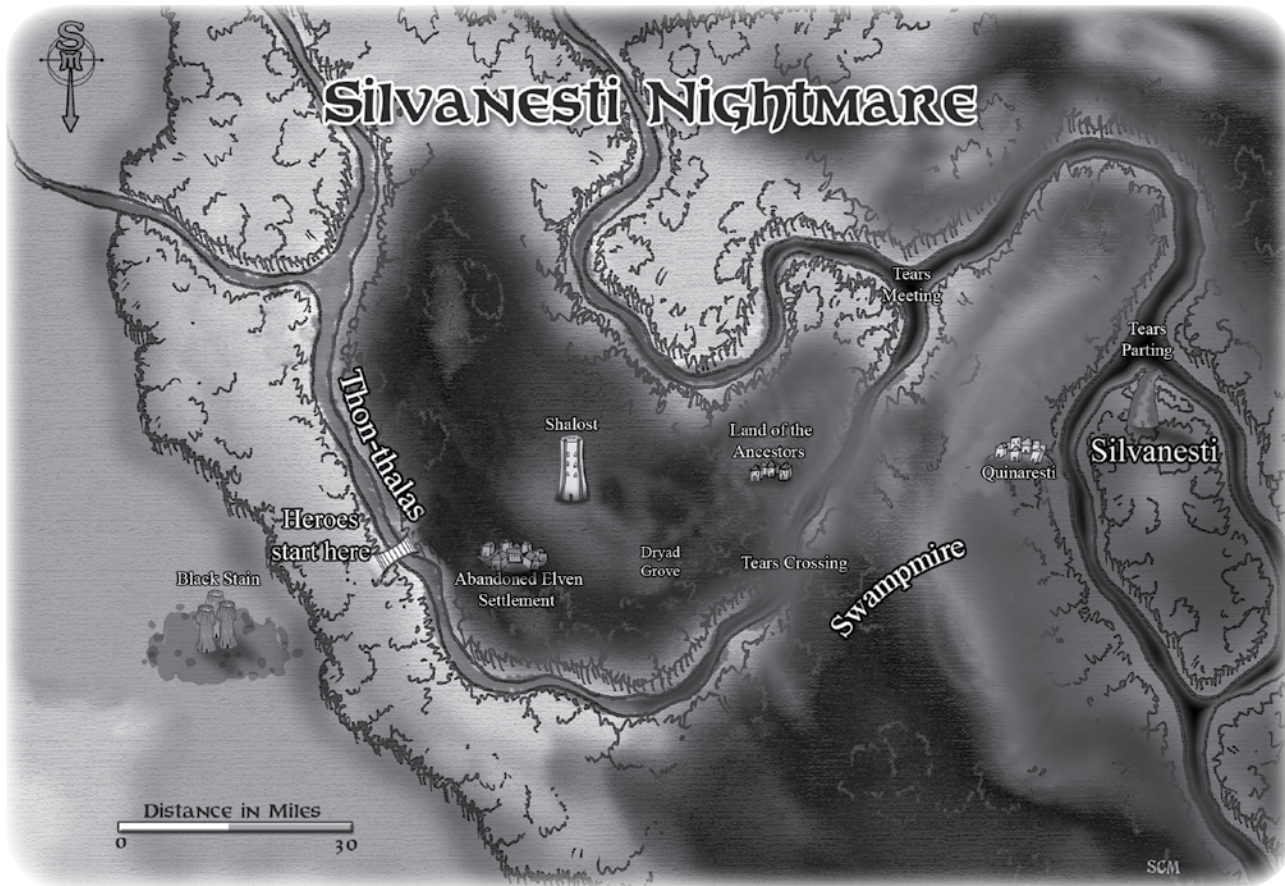 S
Silvanesti Nightmare
Tears
Meeting
Tears
Parting
Thon-thalas
Shalost
Land of the
Ancestors
Silvanesti
Quinaresti
Heroes
start here
Dryad
Grove
Tears Crossing
Swampmire
Black Stain
Abandoned Elven
Settlement
Distance in Miles
0 30
SCM